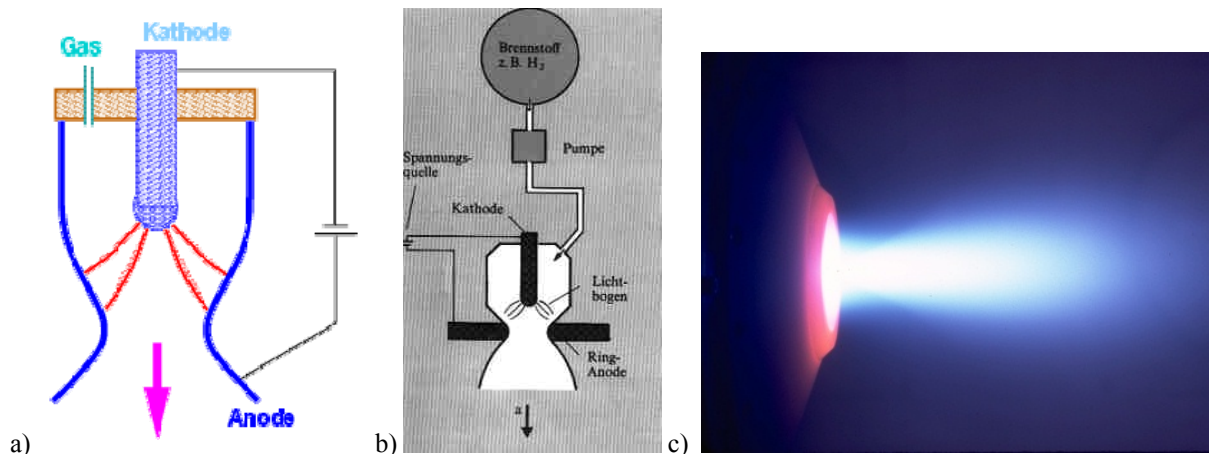 Gas
Kathode
Anode
a)
Brennstoff
z. B. H₂
Pumpe
Spannungs-
quelle
Kathode
Licht-
bogen
Ring-
Anode
a
b)
c)